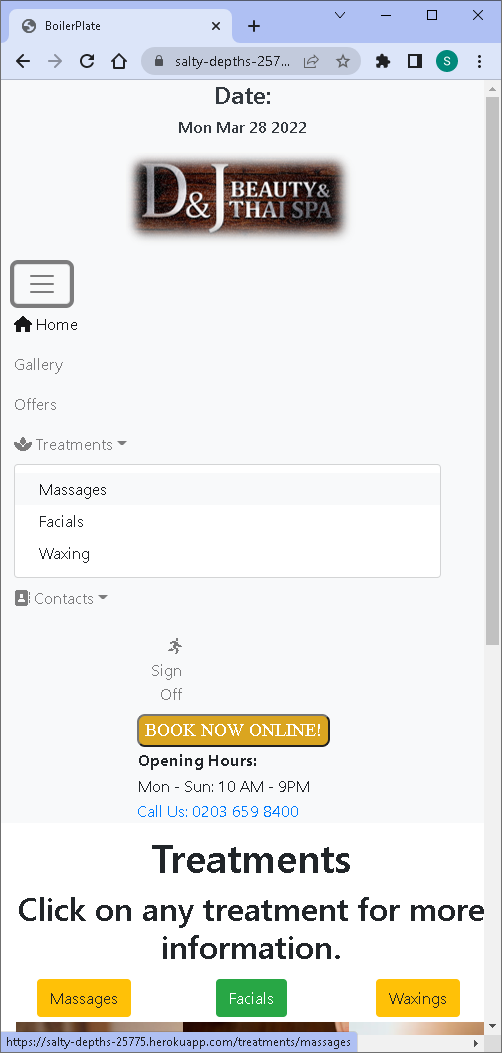 BoilerPlate
salty-depths-257...
S
Date:
Mon Mar 28 2022
D&J BEAUTY&
THAI SPA
Home
Gallery
Offers
Treatments
Massages
Facials
Waxing
Contacts
Sign
Off
BOOK NOW ONLINE!
Opening Hours:
Mon - Sun: 10 AM - 9PM
Call Us: 0203 659 8400
Treatments
Click on any treatment for more
information.
Massages Facials Waxings
https://salty-depths-25775.herokuapp.com/treatments/massages